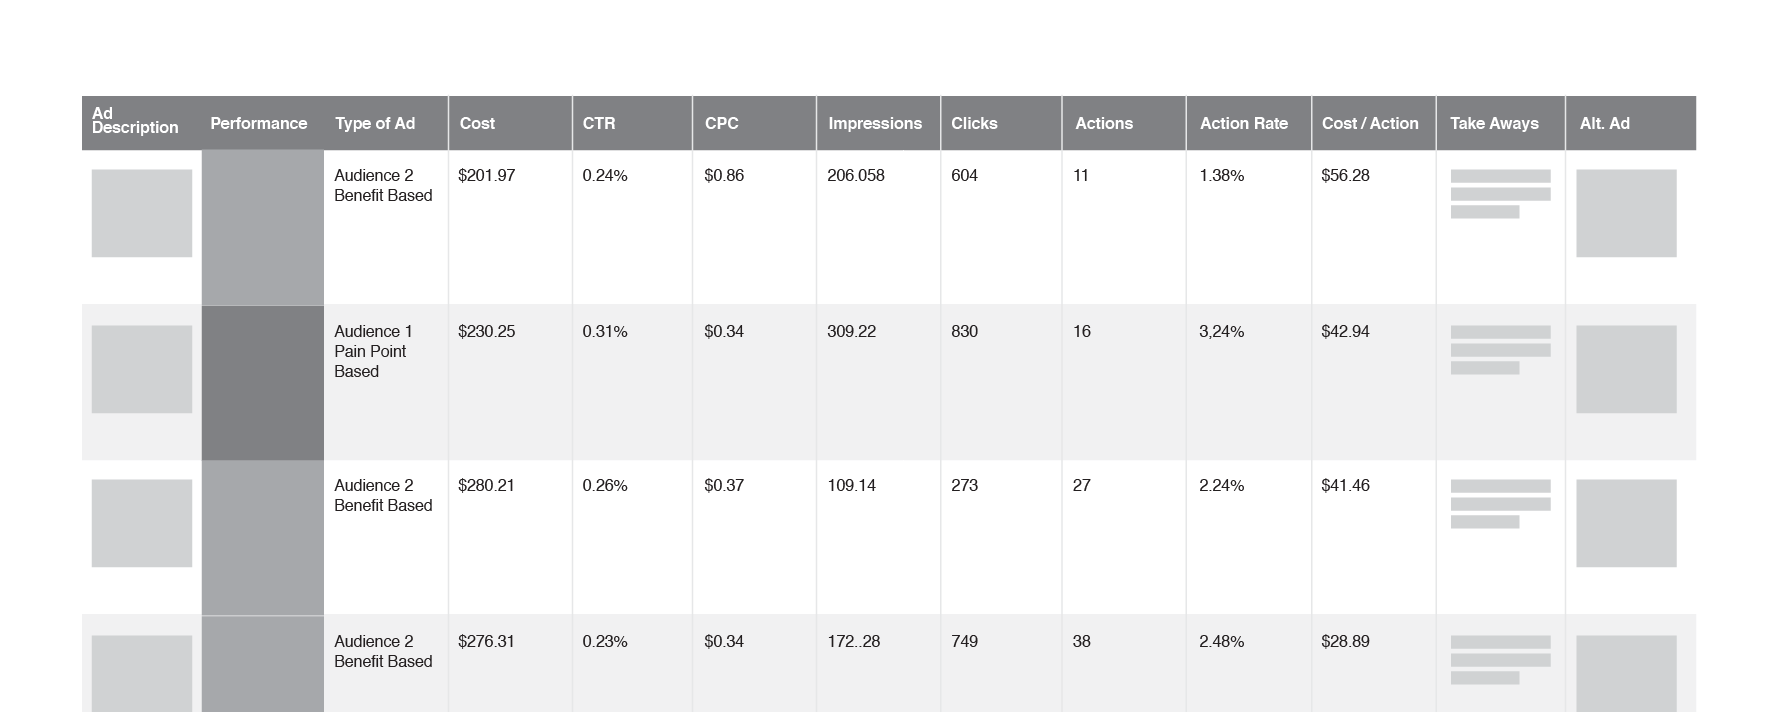 Ad
Description
Performance
Type of Ad
Cost
CTR
CPC
Impressions
Clicks
Actions
Action Rate
Cost / Action
Take Aways
Alt. Ad
Audience 2
Benefit Based
$201.97
0.24%
$0.86
206.058
604
11
1.38%
$56.28
Audience 1
Pain Point
Based
$230.25
0.31%
$0.34
309.22
830
16
3,24%
$42.94
Audience 2
Benefit Based
$280.21
0.26%
$0.37
109.14
273
27
2.24%
$41.46
Audience 2
Benefit Based
$276.31
0.23%
$0.34
172..28
749
38
2.48%
$28.89